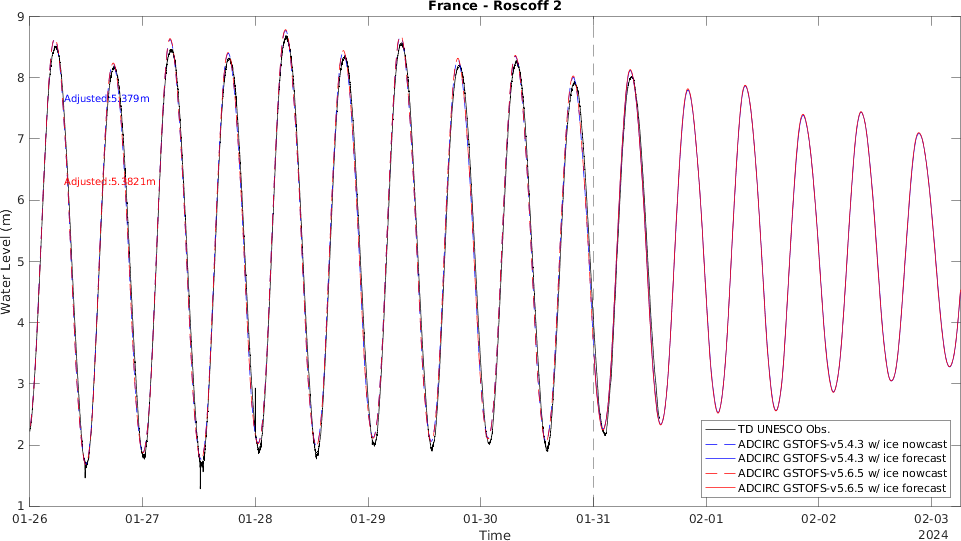 France - Roscoff 2
9
8
7
6
5
4
3
2
1
Water Level (m)
Adjusted:5.379m
Adjusted:5.3821m
TD UNESCO Obs.
ADCIRC GSTOFS-v5.4.3 w/ ice nowcast
ADCIRC GSTOFS-v5.4.3 w/ ice forecast
ADCIRC GSTOFS-v5.6.5 w/ ice nowcast
ADCIRC GSTOFS-v5.6.5 w/ ice forecast
01-26 01-27 01-28 01-29 01-30 01-31 02-01 02-02 02-03
Time 2024